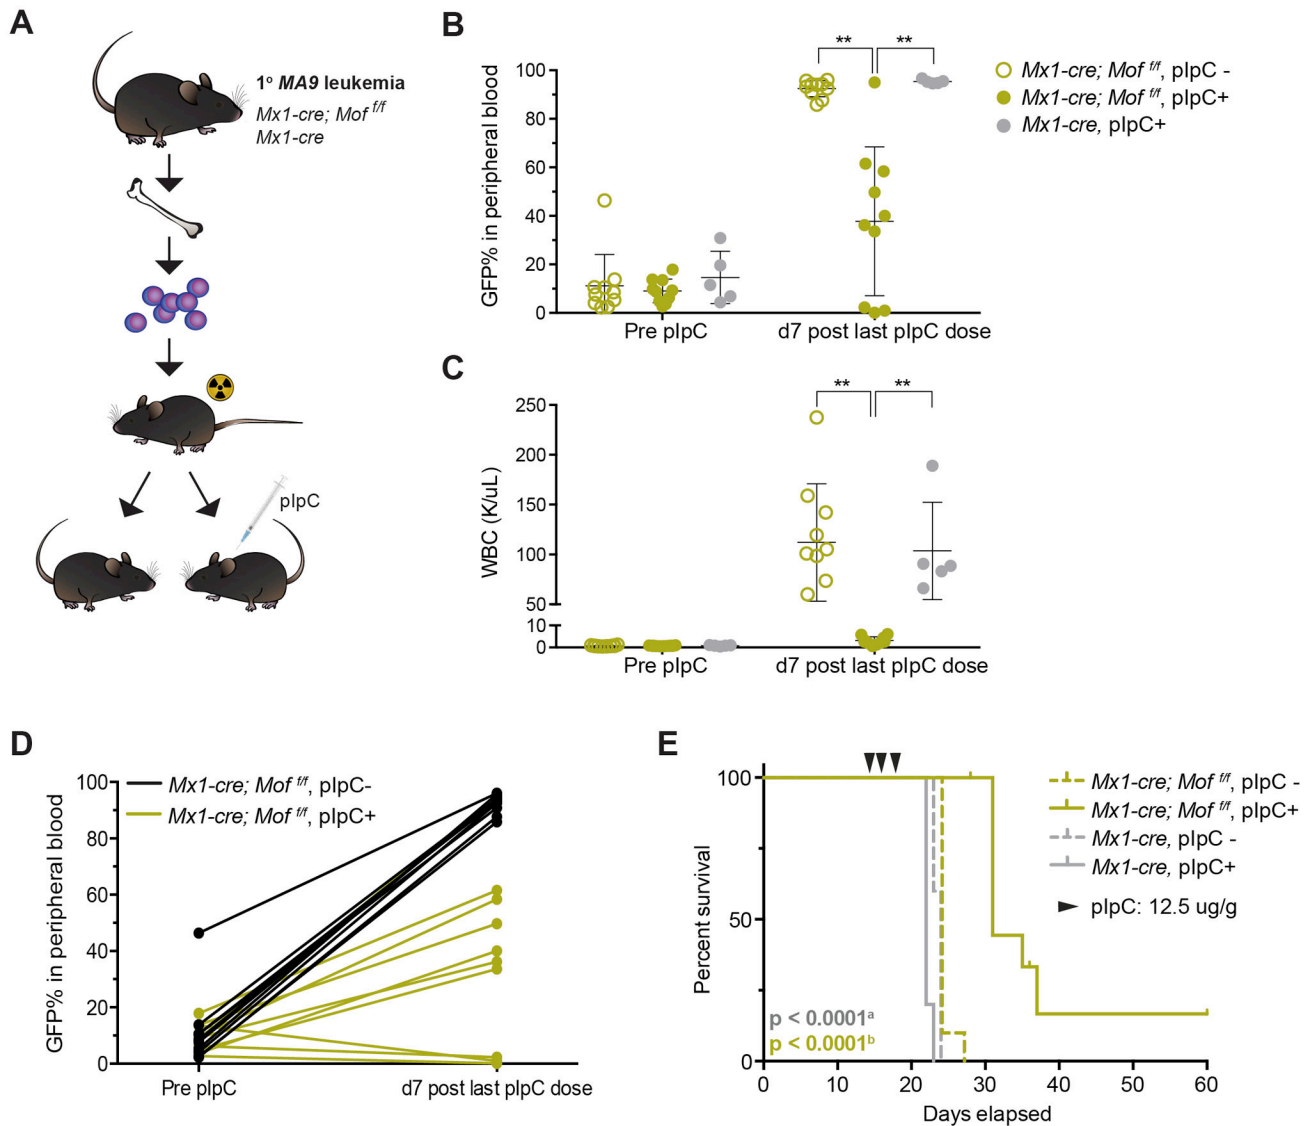 A
1º MA9 leukemia
Mx1-cre; Mof f/f
Mx1-cre
pIpC
B
GFP% in peripheral blood
100
80
60
40
20
0
** **
Pre pIpC
d7 post last pIpC dose
Mx1-cre; Mof f/f, pIpC -
Mx1-cre; Mof f/f, pIpC+
Mx1-cre, pIpC+
C
WBC (K/uL)
250
200
150
100
50
10
0
** **
Pre pIpC
d7 post last pIpC dose
D
GFP% in peripheral blood
100
80
60
40
20
0
Mx1-cre; Mof f/f, pIpC-
Mx1-cre; Mof f/f, pIpC+
Pre pIpC
d7 post last pIpC dose
E
Percent survival
100
50
0
p < 0.0001a
p < 0.0001b
0 10 20 30 40 50 60
Days elapsed
Mx1-cre; Mof f/f, pIpC -
Mx1-cre; Mof f/f, pIpC+
Mx1-cre, pIpC -
Mx1-cre, pIpC+
pIpC: 12.5 ug/g